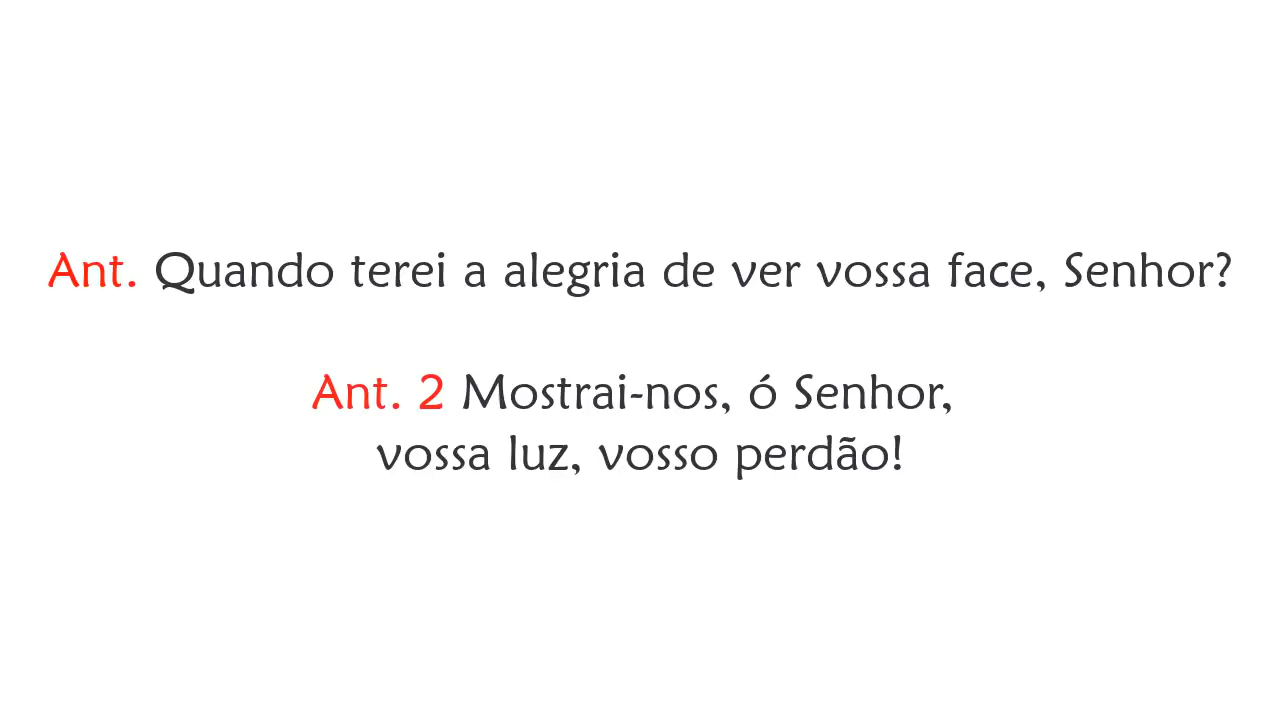 Ant. Quando terei a alegria de ver vossa face, Senhor?
Ant. 2 Mostrai-nos, ó Senhor,
vossa luz, vosso perdão!